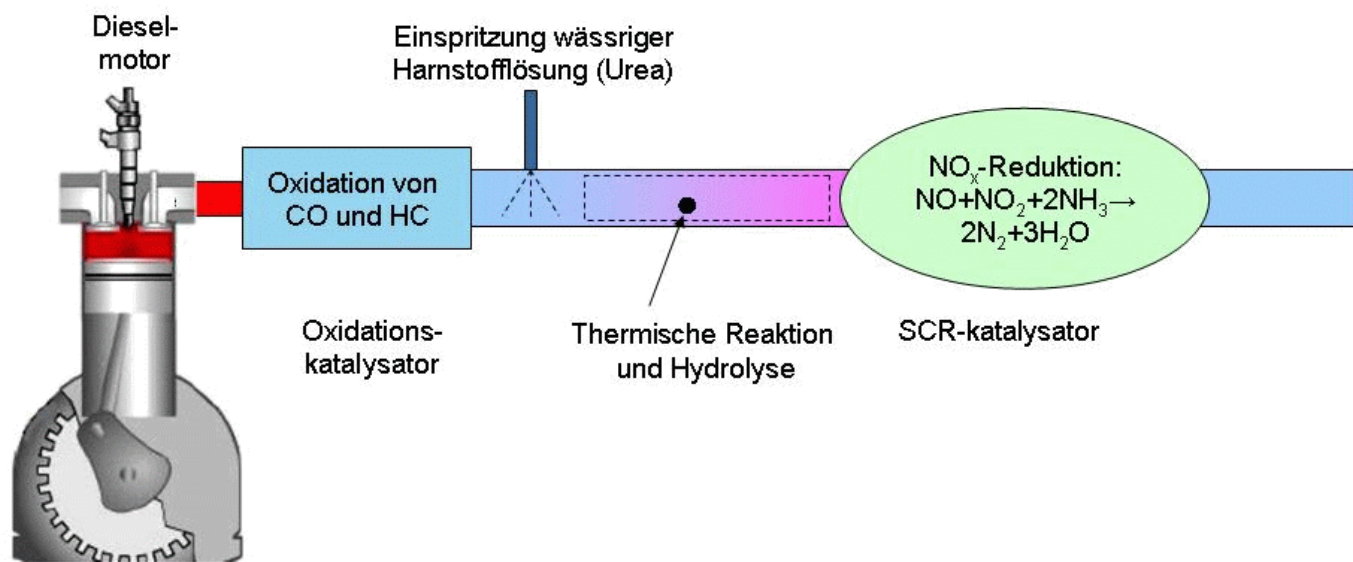 Diesel-
motor
Einspritzung wässriger
Harnstofflösung (Urea)
Oxidation von
CO und HC
NOₓ-Reduktion:
NO+NO₂+2NH₃→
2N₂+3H₂O
Oxidations-
katalysator
Thermische Reaktion
und Hydrolyse
SCR-katalysator